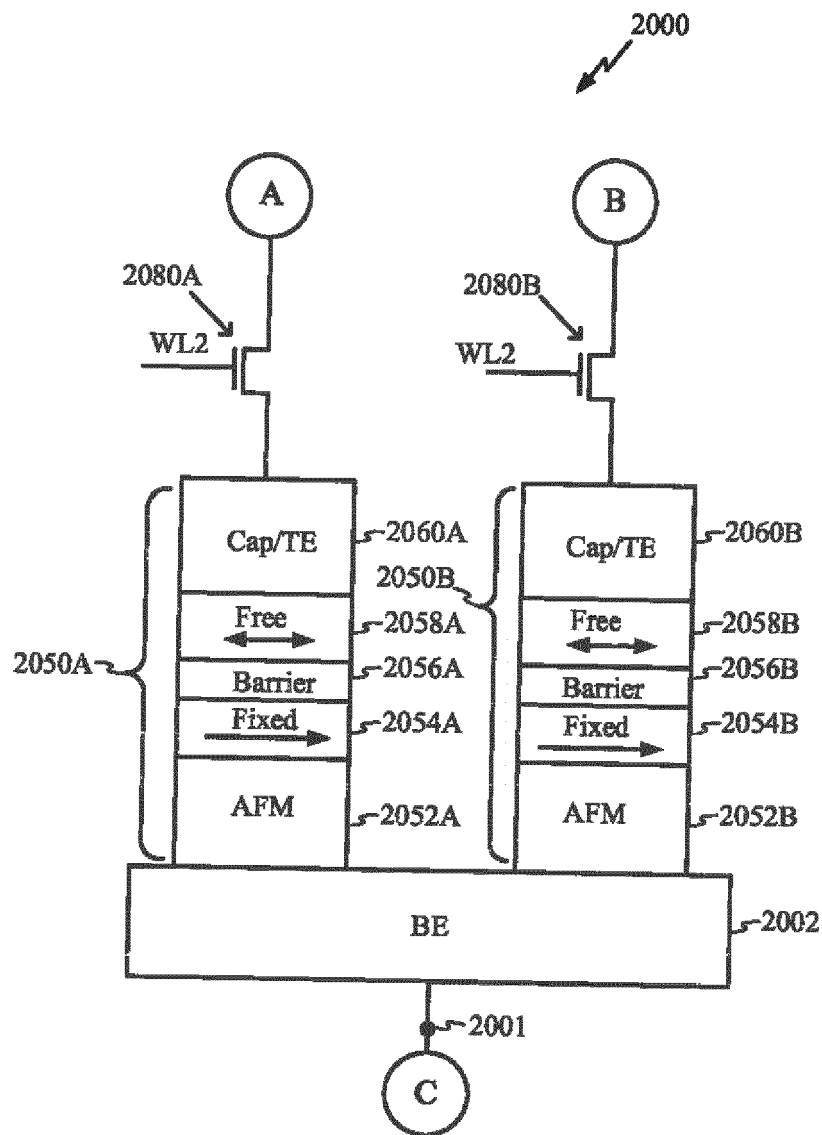 2000
A
B
2080A
2080B
WL2
WL2
Cap/TE
2060A
Cap/TE
2060B
2050B
Free
2058A
Free
2058B
2050A
Barrier
2056A
Barrier
2056B
Fixed
2054A
Fixed
2054B
AFM
2052A
AFM
2052B
BE
2002
2001
C